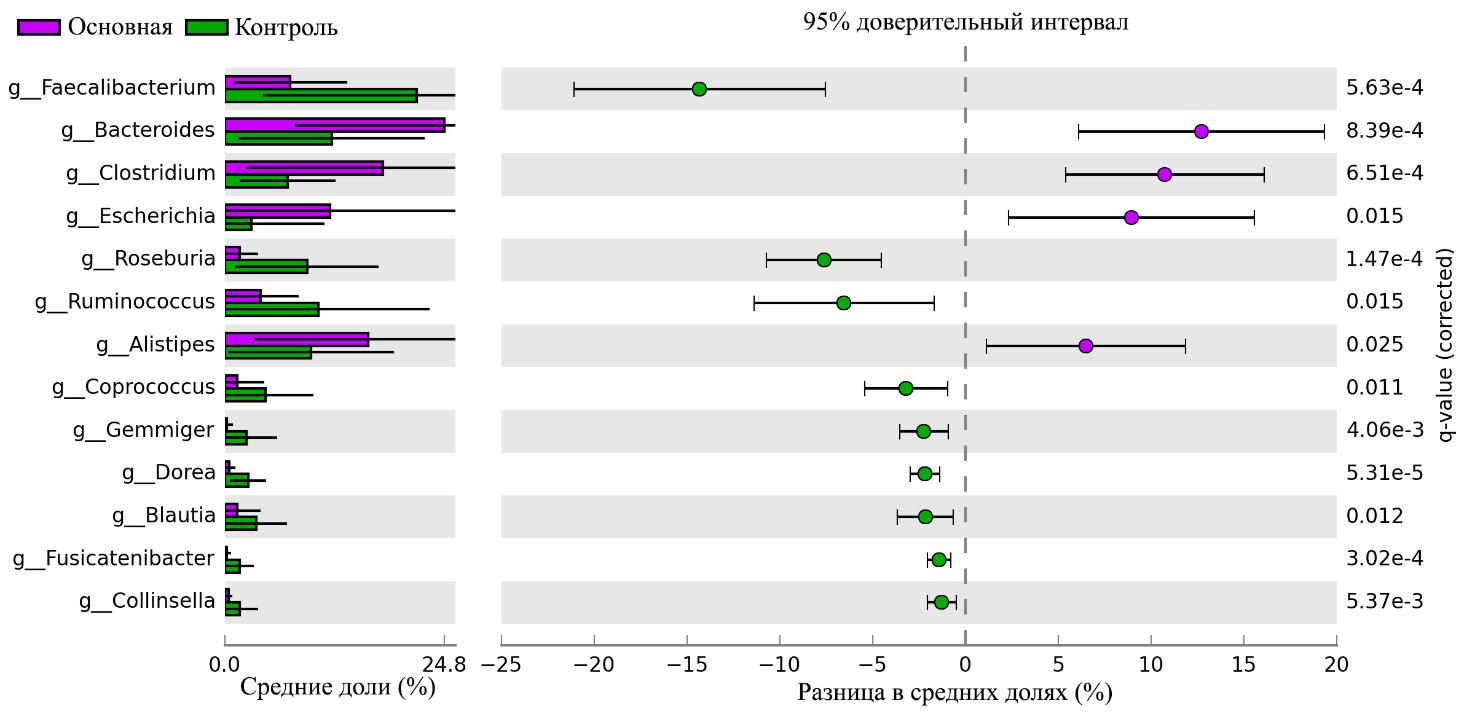 Основная Контроль
95% доверительный интервал
g__Faecalibacterium 5.63e-4
g__Bacteroides 8.39e-4
g__Clostridium 6.51e-4
g__Escherichia 0.015
g__Roseburia 1.47e-4
g__Ruminococcus 0.015
g__Alistipes 0.025
g__Coprococcus 0.011
g__Gemmiger 4.06e-3
g__Dorea 5.31e-5
g__Blautia 0.012
g__Fusicatenibacter 3.02e-4
g__Collinsella 5.37e-3
q-value (corrected)
0.0 24.8 −25 −20 −15 −10 −5 0 5 10 15 20
Средние доли (%) Разница в средних долях (%)